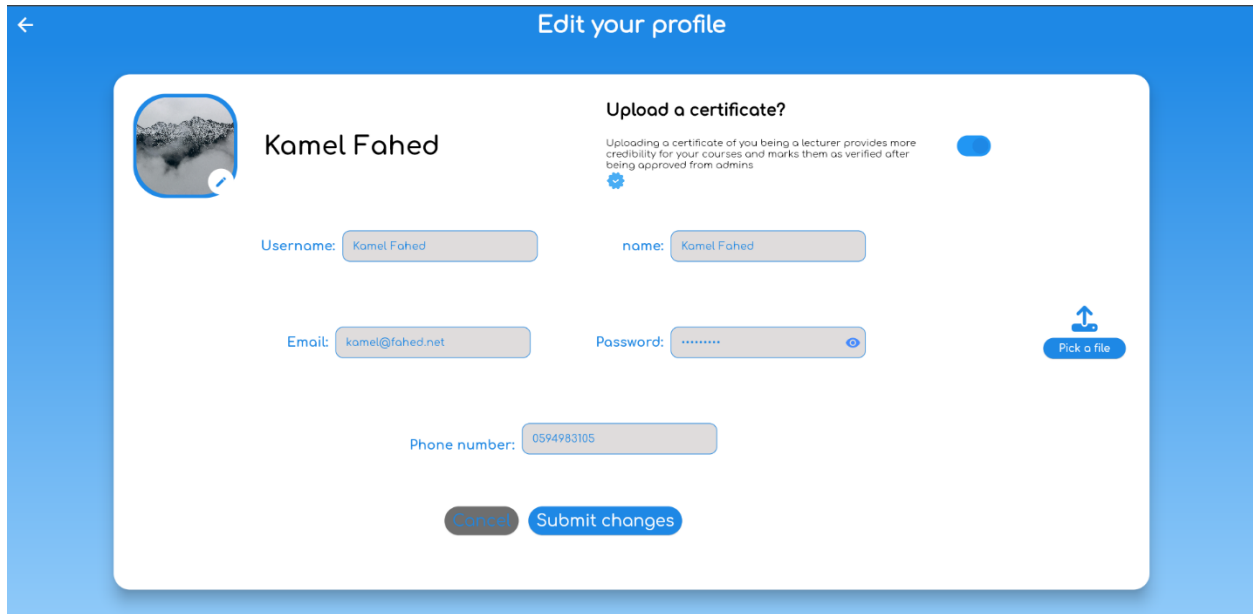 Edit your profile
Kamel Fahed
Upload a certificate?
Uploading a certificate of you being a lecturer provides more
credibility for your courses and marks them as verified after
being approved from admins
Username: Kamel Fahed
name: Kamel Fahed
Email: kamel@fahed.net
Password: •••••••••
Pick a file
Phone number: 0594983105
Cancel Submit changes